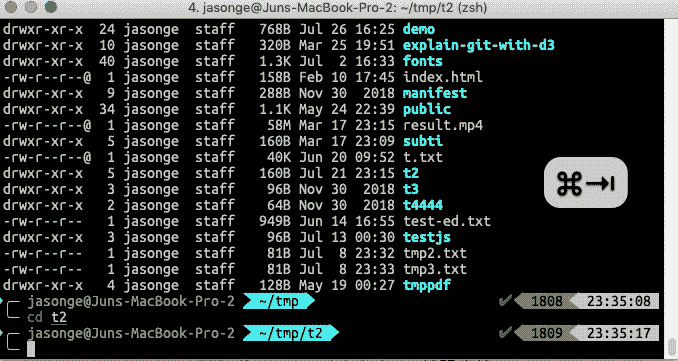 4. jasonge@Juns-MacBook-Pro-2: ~/tmp/t2 (zsh)
drwxr-xr-x 24 jasonge staff 768B Jul 26 16:25 demo
drwxr-xr-x 10 jasonge staff 320B Mar 25 19:51 explain-git-with-d3
drwxr-xr-x 40 jasonge staff 1.3K Jul 2 16:33 fonts
-rw-r--r--@ 1 jasonge staff 158B Feb 10 17:45 index.html
drwxr-xr-x 9 jasonge staff 288B Nov 30 2018 manifest
drwxr-xr-x 34 jasonge staff 1.1K May 24 22:39 public
-rw-r--r--@ 1 jasonge staff 58M Mar 17 23:15 result.mp4
drwxr-xr-x 5 jasonge staff 160B Mar 17 23:09 subti
-rw-r--r--@ 1 jasonge staff 40K Jun 20 09:52 t.txt
drwxr-xr-x 5 jasonge staff 160B Jul 21 23:15 t2
drwxr-xr-x 3 jasonge staff 96B Nov 30 2018 t3
drwxr-xr-x 2 jasonge staff 64B Nov 30 2018 t4444
-rw-r--r-- 1 jasonge staff 949B Jun 14 16:55 test-ed.txt
drwxr-xr-x 3 jasonge staff 96B Jul 13 00:30 testjs
-rw-r--r-- 1 jasonge staff 81B Jul 8 23:32 tmp2.txt
-rw-r--r-- 1 jasonge staff 81B Jul 8 23:33 tmp3.txt
drwxr-xr-x 4 jasonge staff 128B May 19 00:27 tmppdf
jasonge@Juns-MacBook-Pro-2 ~/tmp ✔ 1808 23:35:08
cd t2
jasonge@Juns-MacBook-Pro-2 ~/tmp/t2 ✔ 1809 23:35:17
⌘⇥